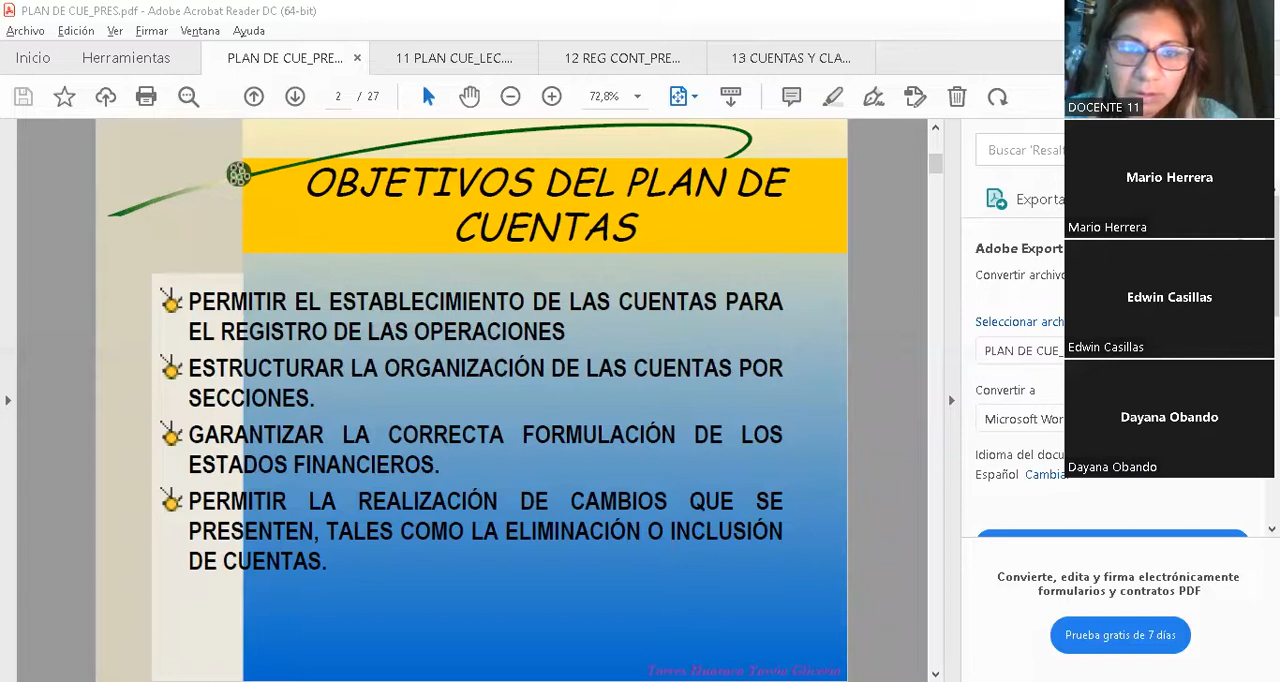 PLAN DE CUE_PRES.pdf - Adobe Acrobat Reader DC (64-bit)
Archivo Edición Ver Firmar Ventana Ayuda
Inicio Herramientas PLAN DE CUE_PRE... × 11 PLAN CUE_LEC.... 12 REG CONT_PRE... 13 CUENTAS Y CLA...
2 / 27 72,8%
OBJETIVOS DEL PLAN DE
CUENTAS
PERMITIR EL ESTABLECIMIENTO DE LAS CUENTAS PARA
EL REGISTRO DE LAS OPERACIONES
ESTRUCTURAR LA ORGANIZACIÓN DE LAS CUENTAS POR
SECCIONES.
GARANTIZAR LA CORRECTA FORMULACIÓN DE LOS
ESTADOS FINANCIEROS.
PERMITIR LA REALIZACIÓN DE CAMBIOS QUE SE
PRESENTEN, TALES COMO LA ELIMINACIÓN O INCLUSIÓN
DE CUENTAS.
Buscar 'Resal
Exporta
Adobe Export
Convertir archivo
Seleccionar arch
PLAN DE CUE_
Convertir a
Microsoft Wor
Idioma del docu
Español Cambia
Convierte, edita y firma electrónicamente
formularios y contratos PDF
Prueba gratis de 7 días
DOCENTE 11
Mario Herrera
Mario Herrera
Edwin Casillas
Edwin Casillas
Dayana Obando
Dayana Obando